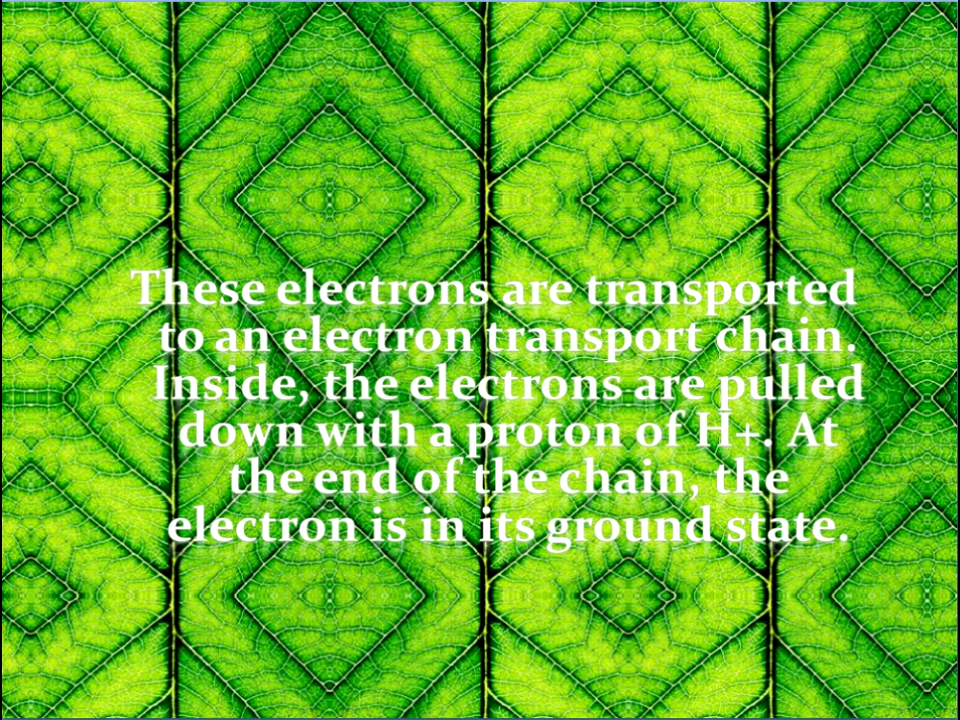 These electrons are transported
to an electron transport chain.
Inside, the electrons are pulled
down with a proton of H+. At
the end of the chain, the
electron is in its ground state.